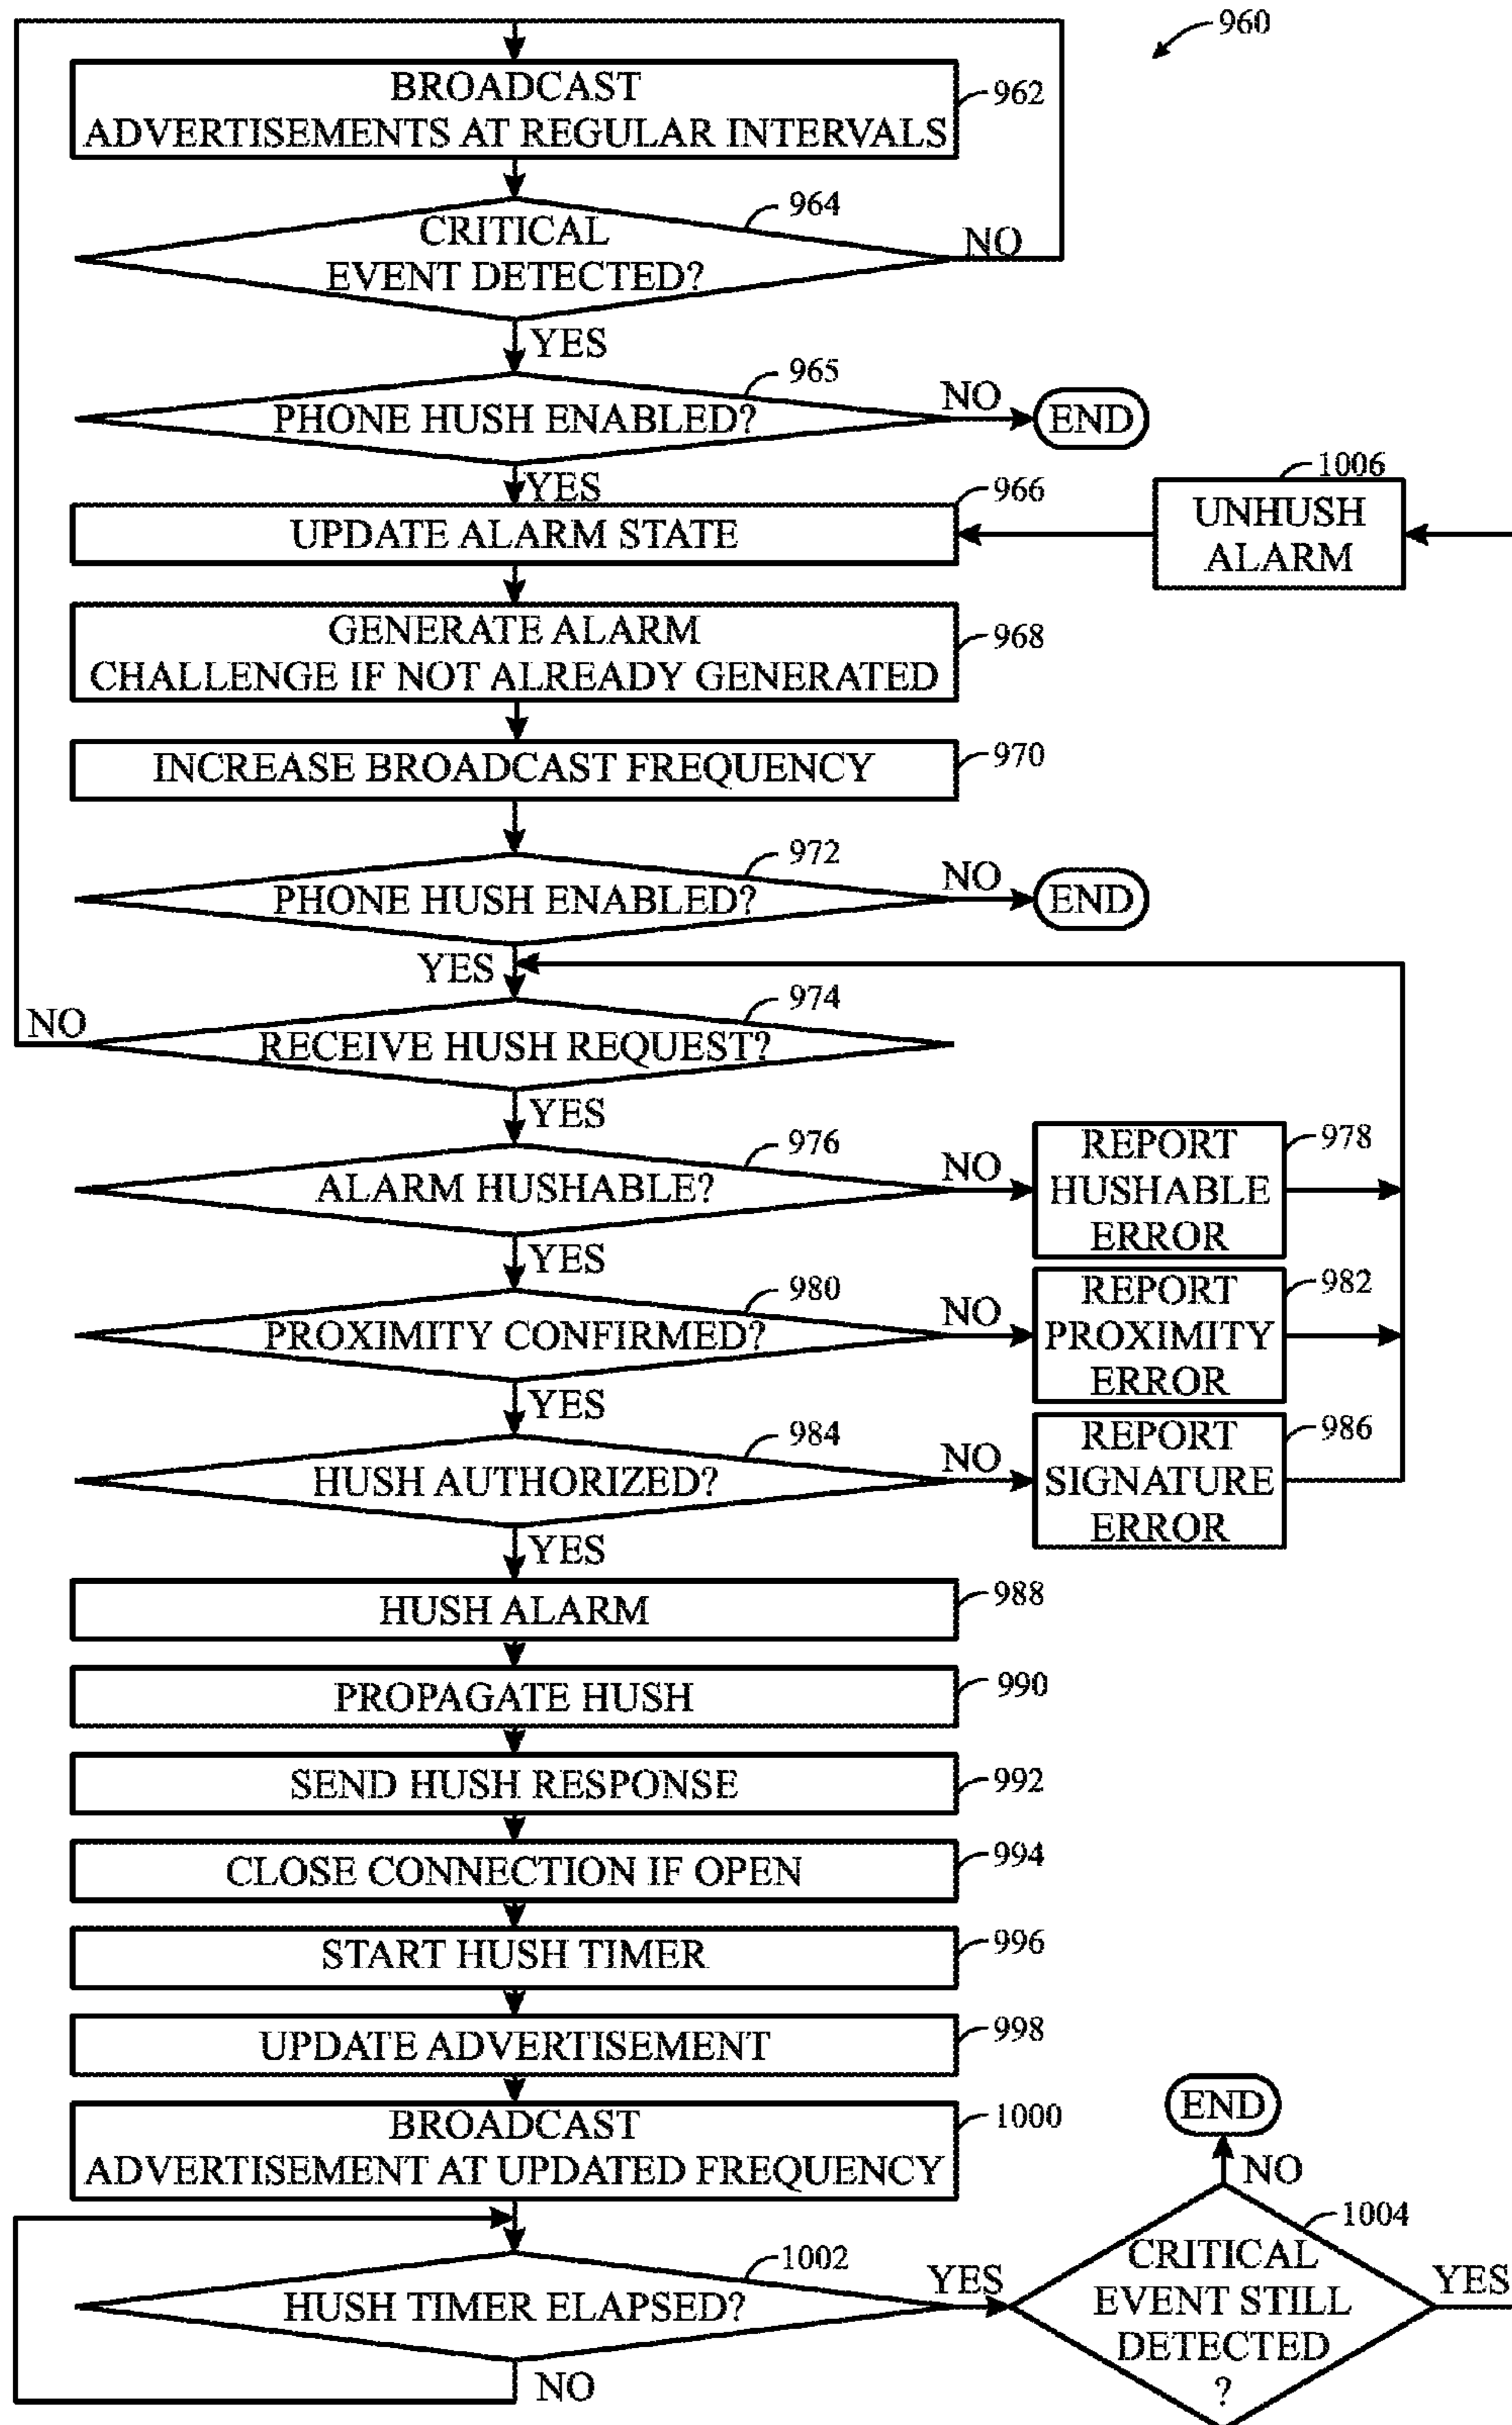 960
BROADCAST
ADVERTISEMENTS AT REGULAR INTERVALS
962
CRITICAL
EVENT DETECTED?
964
NO
YES
PHONE HUSH ENABLED?
965
NO
END
YES
UPDATE ALARM STATE
966
UNHUSH
ALARM
1006
GENERATE ALARM
CHALLENGE IF NOT ALREADY GENERATED
968
INCREASE BROADCAST FREQUENCY
970
PHONE HUSH ENABLED?
972
NO
END
YES
RECEIVE HUSH REQUEST?
974
NO
YES
ALARM HUSHABLE?
976
NO
REPORT
HUSHABLE
ERROR
978
YES
PROXIMITY CONFIRMED?
980
NO
REPORT
PROXIMITY
ERROR
982
YES
HUSH AUTHORIZED?
984
NO
REPORT
SIGNATURE
ERROR
986
YES
HUSH ALARM
988
PROPAGATE HUSH
990
SEND HUSH RESPONSE
992
CLOSE CONNECTION IF OPEN
994
START HUSH TIMER
996
UPDATE ADVERTISEMENT
998
BROADCAST
ADVERTISEMENT AT UPDATED FREQUENCY
1000
HUSH TIMER ELAPSED?
1002
NO
YES
CRITICAL
EVENT STILL
DETECTED
?
1004
NO
END
YES